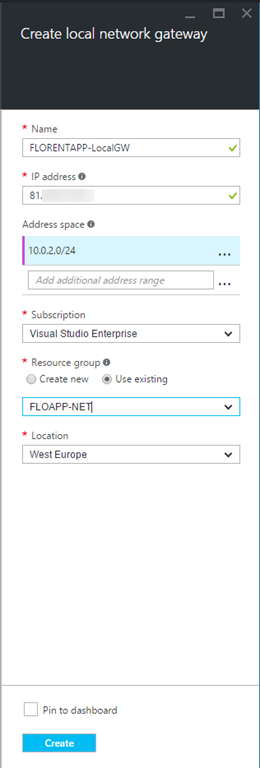 Create local network gateway
* Name
FLORENTAPP-LocalGW
* IP address
81.
Address space
10.0.2.0/24
...
Add additional address range
...
* Subscription
Visual Studio Enterprise
* Resource group
Create new Use existing
FLOAPP-NET
* Location
West Europe
Pin to dashboard
Create